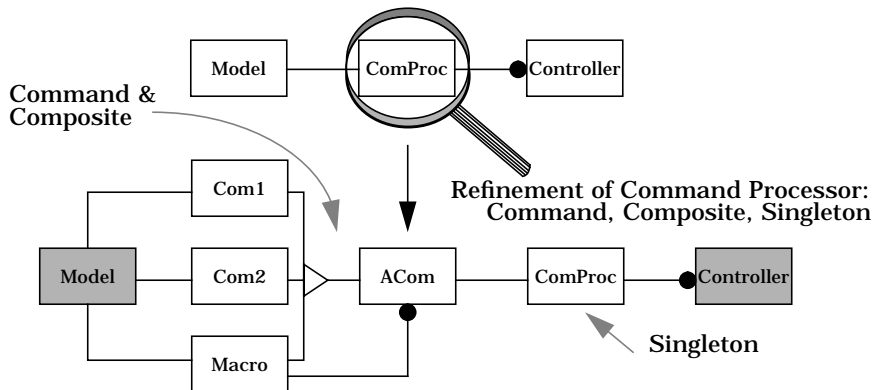 Model
ComProc
Controller
Command &
Composite
Refinement of Command Processor:
Command, Composite, Singleton
Com1
Model
Com2
ACom
ComProc
Controller
Macro
Singleton